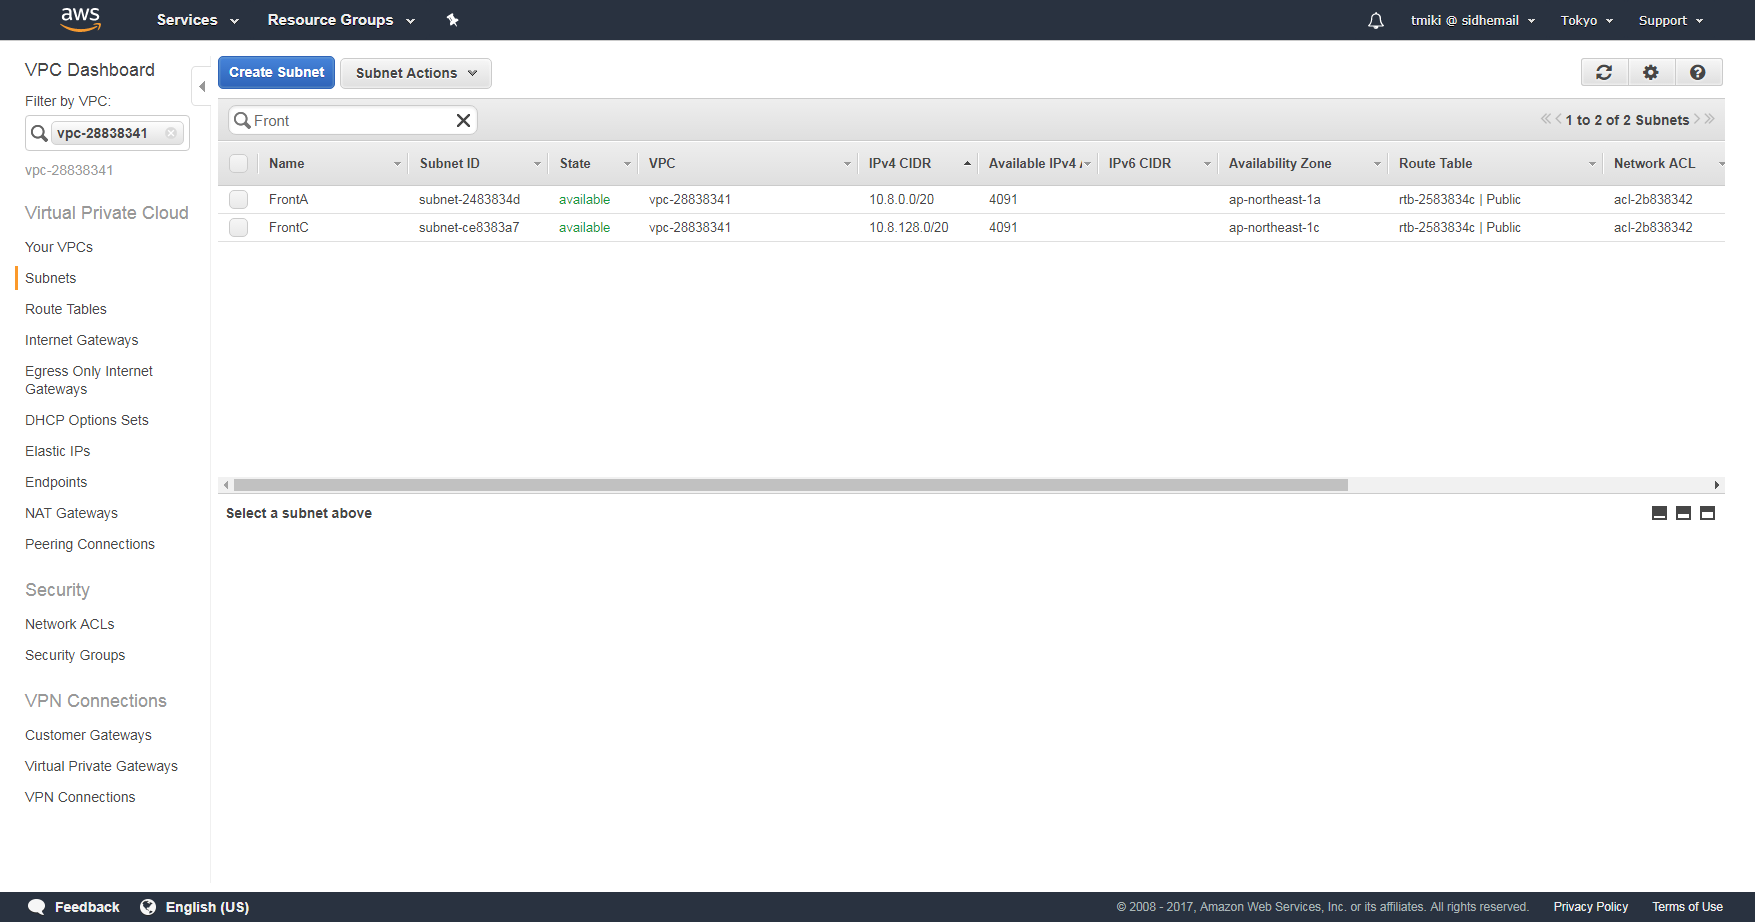 aws Services Resource Groups tmiki @ sidhemail Tokyo Support
VPC Dashboard
Filter by VPC:
vpc-28838341
vpc-28838341
Virtual Private Cloud
Your VPCs
Subnets
Route Tables
Internet Gateways
Egress Only Internet
Gateways
DHCP Options Sets
Elastic IPs
Endpoints
NAT Gateways
Peering Connections
Security
Network ACLs
Security Groups
VPN Connections
Customer Gateways
Virtual Private Gateways
VPN Connections
Create Subnet Subnet Actions
Front 1 to 2 of 2 Subnets
Name Subnet ID State VPC IPv4 CIDR Available IPv4 IPv6 CIDR Availability Zone Route Table Network ACL
FrontA subnet-2483834d available vpc-28838341 10.8.0.0/20 4091 ap-northeast-1a rtb-2583834c | Public acl-2b838342
FrontC subnet-ce8383a7 available vpc-28838341 10.8.128.0/20 4091 ap-northeast-1c rtb-2583834c | Public acl-2b838342
Select a subnet above
Feedback English (US) © 2008 - 2017, Amazon Web Services, Inc. or its affiliates. All rights reserved. Privacy Policy Terms of Use